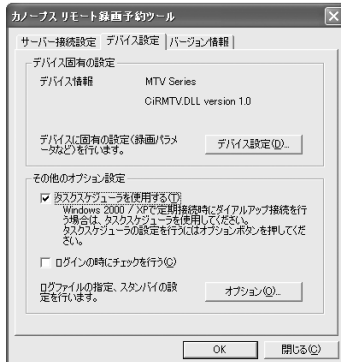 カノープス リモート録画予約ツール
サーバー接続設定 デバイス設定 バージョン情報
デバイス固有の設定
デバイス情報 MTV Series
CiRMTV.DLL version 1.0
デバイスに固有の設定(録画パラメ
ータなど)を行います。
デバイス設定(D)...
その他のオプション設定
タスクスケジューラを使用する(T)
Windows 2000 / XPで定期接続時にダイアルアップ接続を行
う場合は、タスクスケジューラを使用してください。
タスクスケジューラの設定を行うにはオプションボタンを押してくだ
さい。
ログインの時にチェックを行う(C)
ログファイルの指定、スタンバイの設
定を行います。
オプション(O)...
OK 閉じる(C)